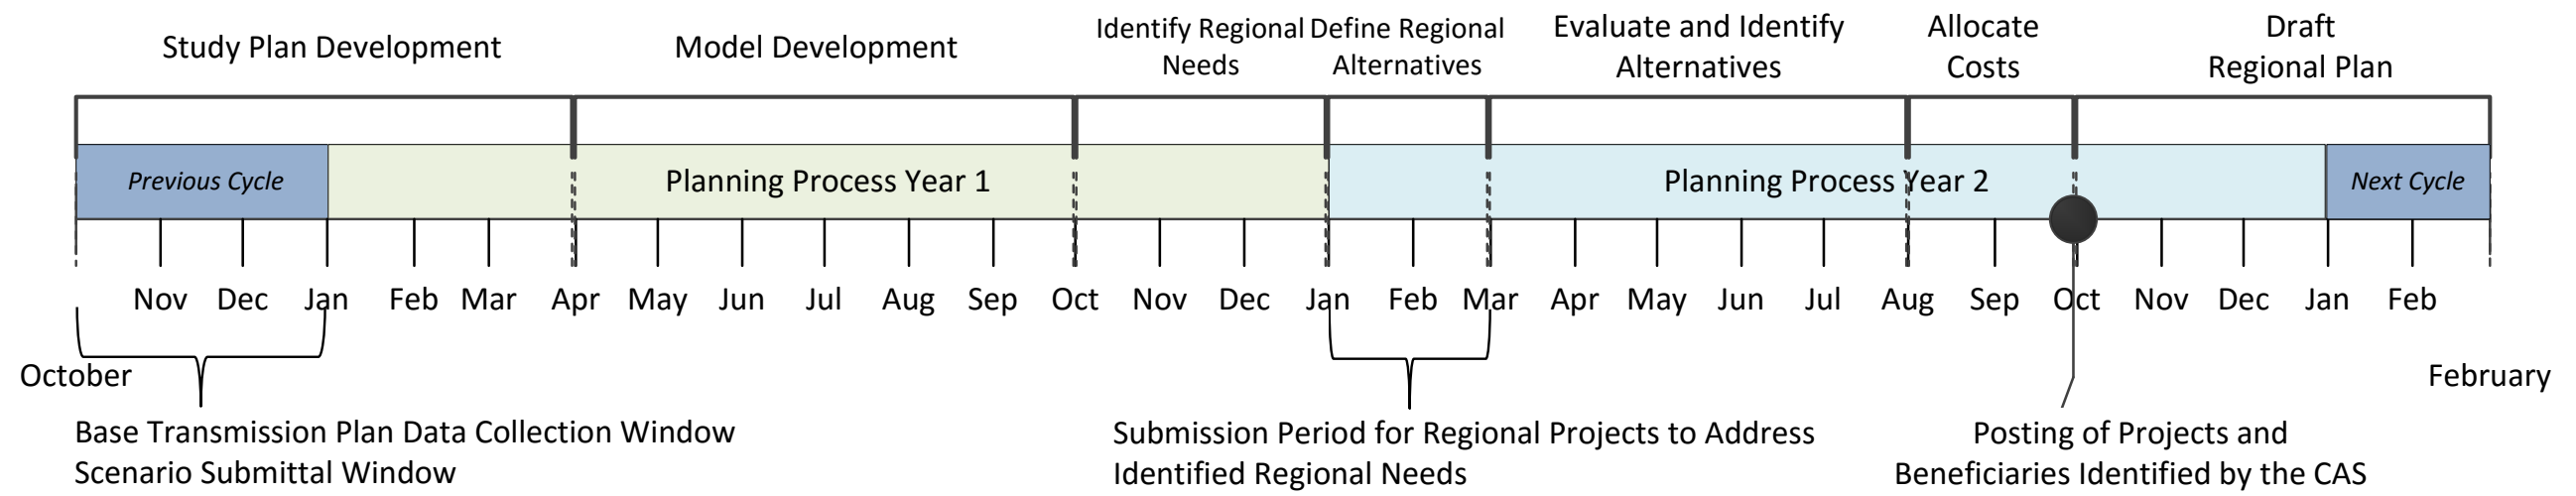 Study Plan Development
Model Development
Identify Regional
Needs
Define Regional
Alternatives
Evaluate and Identify
Alternatives
Allocate
Costs
Draft
Regional Plan
Previous Cycle
Planning Process Year 1
Planning Process Year 2
Next Cycle
Nov Dec Jan Feb Mar Apr May Jun Jul Aug Sep Oct Nov Dec Jan Feb Mar Apr May Jun Jul Aug Sep Oct Nov Dec Jan Feb
October
February
Base Transmission Plan Data Collection Window
Scenario Submittal Window
Submission Period for Regional Projects to Address
Identified Regional Needs
Posting of Projects and
Beneficiaries Identified by the CAS